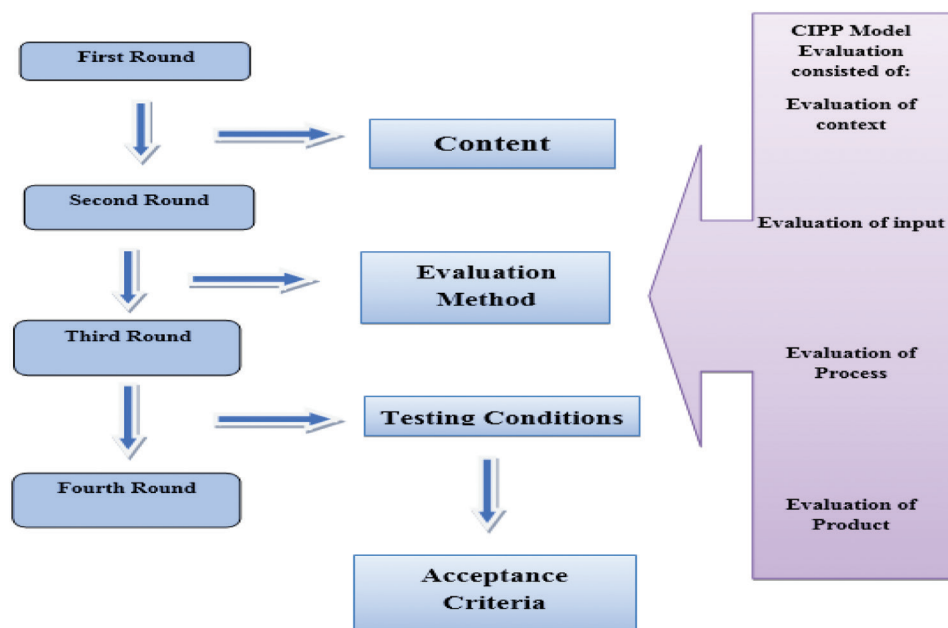 First Round
Content
Second Round
Evaluation
Method
Third Round
Testing Conditions
Fourth Round
Acceptance
Criteria
CIPP Model
Evaluation
consisted of:
Evaluation of
context
Evaluation of input
Evaluation of
Process
Evaluation of
Product